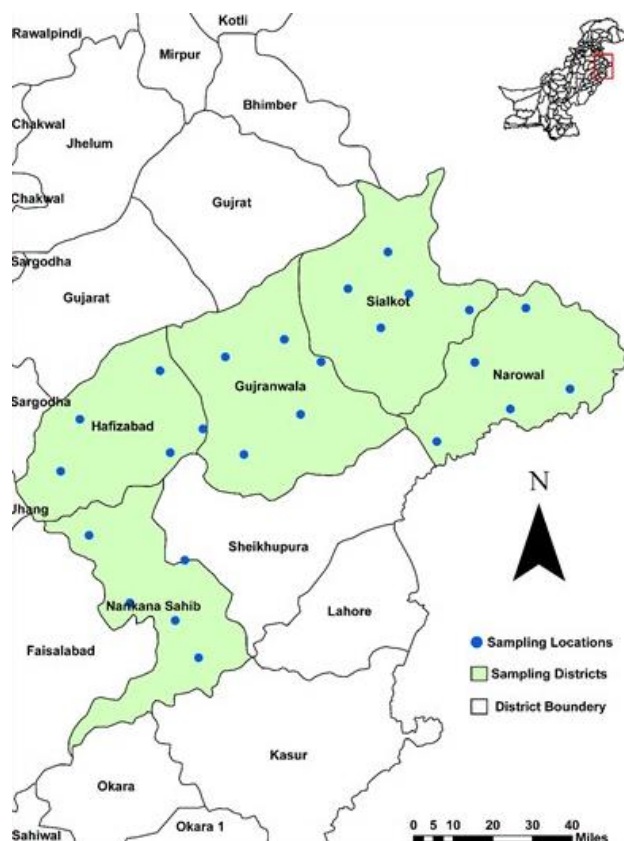 Kotli
Rawalpindi
Mirpur
Bhimber
Chakwal
Jhelum
Chakwal
Gujrat
Sargodha
Gujarat
Sialkot
Sargodha
Gujranwala
Narowal
Hafizabad
Jhang
N
Sheikhupura
Nankana Sahib
Lahore
Faisalabad
Sampling Locations
Sampling Districts
District Boundery
Kasur
Okara
Okara 1
Sahiwal
0 5 10 20 30 40
Miles